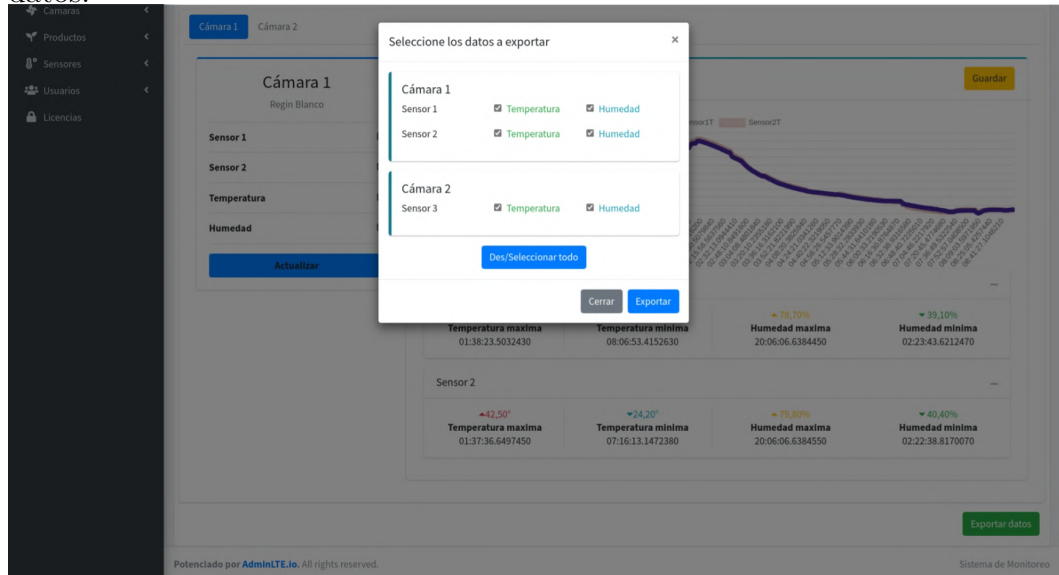 datos.
Camaras
Productos
Sensores
Usuarios
Licencias
Cámara 1 Cámara 2
Cámara 1
Regin Blanco
Sensor 1
Sensor 2
Temperatura
Humedad
Actualizar
Seleccione los datos a exportar ×
Cámara 1
Sensor 1 Temperatura Humedad
Sensor 2 Temperatura Humedad
Cámara 2
Sensor 3 Temperatura Humedad
Des/Seleccionar todo
Cerrar Exportar
Guardar
Sensor2T
78,70% 39,10%
Temperatura maxima Temperatura minima Humedad maxima Humedad minima
01:38:23.5032430 08:06:53.4152630 20:06:06.6384450 02:23:43.6212470
Sensor 2
42,50° 24,20° 79,80% 40,40%
Temperatura maxima Temperatura minima Humedad maxima Humedad minima
01:37:36.6497450 07:16:13.1472380 20:06:06.6384550 02:22:38.8170070
Exportar datos
Potenciado por AdminLTE.io. All rights reserved. Sistema de Monitoreo